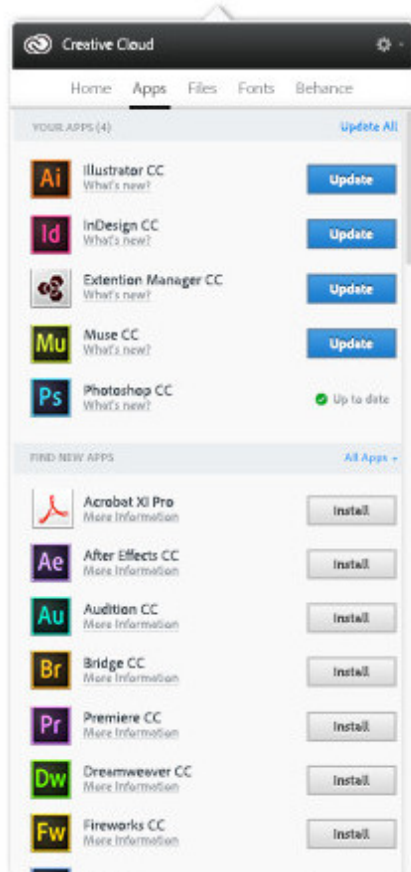 Creative Cloud
Home Apps Files Fonts Behance
YOUR APPS (4) Update All
Ai Illustrator CC Update
What's new?
Id InDesign CC Update
What's new?
Extention Manager CC Update
What's new?
Mu Muse CC Update
What's new?
Ps Photoshop CC Up to date
What's new?
FIND NEW APPS All Apps
Acrobat XI Pro Install
More Information
Ae After Effects CC Install
More Information
Au Audition CC Install
More Information
Br Bridge CC Install
More Information
Pr Premiere CC Install
More Information
Dw Dreamweaver CC Install
More Information
Fw Fireworks CC Install
More Information